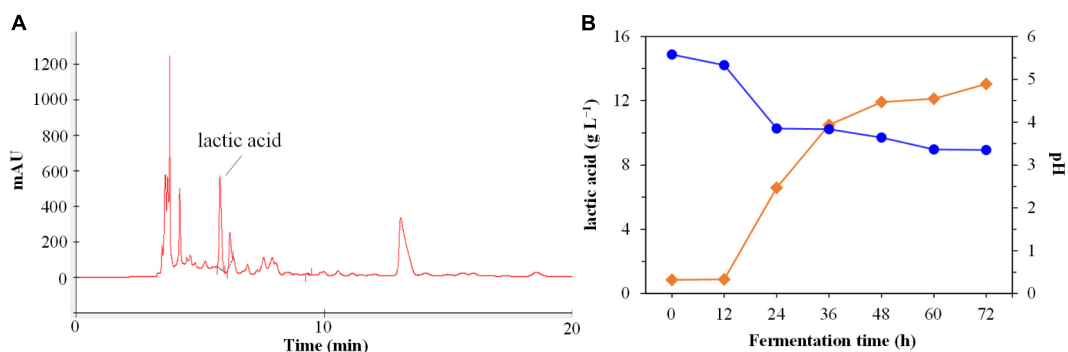 A
1200
1000
800
600
400
200
0
mAU
lactic acid
0
10
20
Time (min)
B
16
12
8
4
0
lactic acid (g L⁻¹)
6
5
4
3
2
1
0
pH
0 12 24 36 48 60 72
Fermentation time (h)